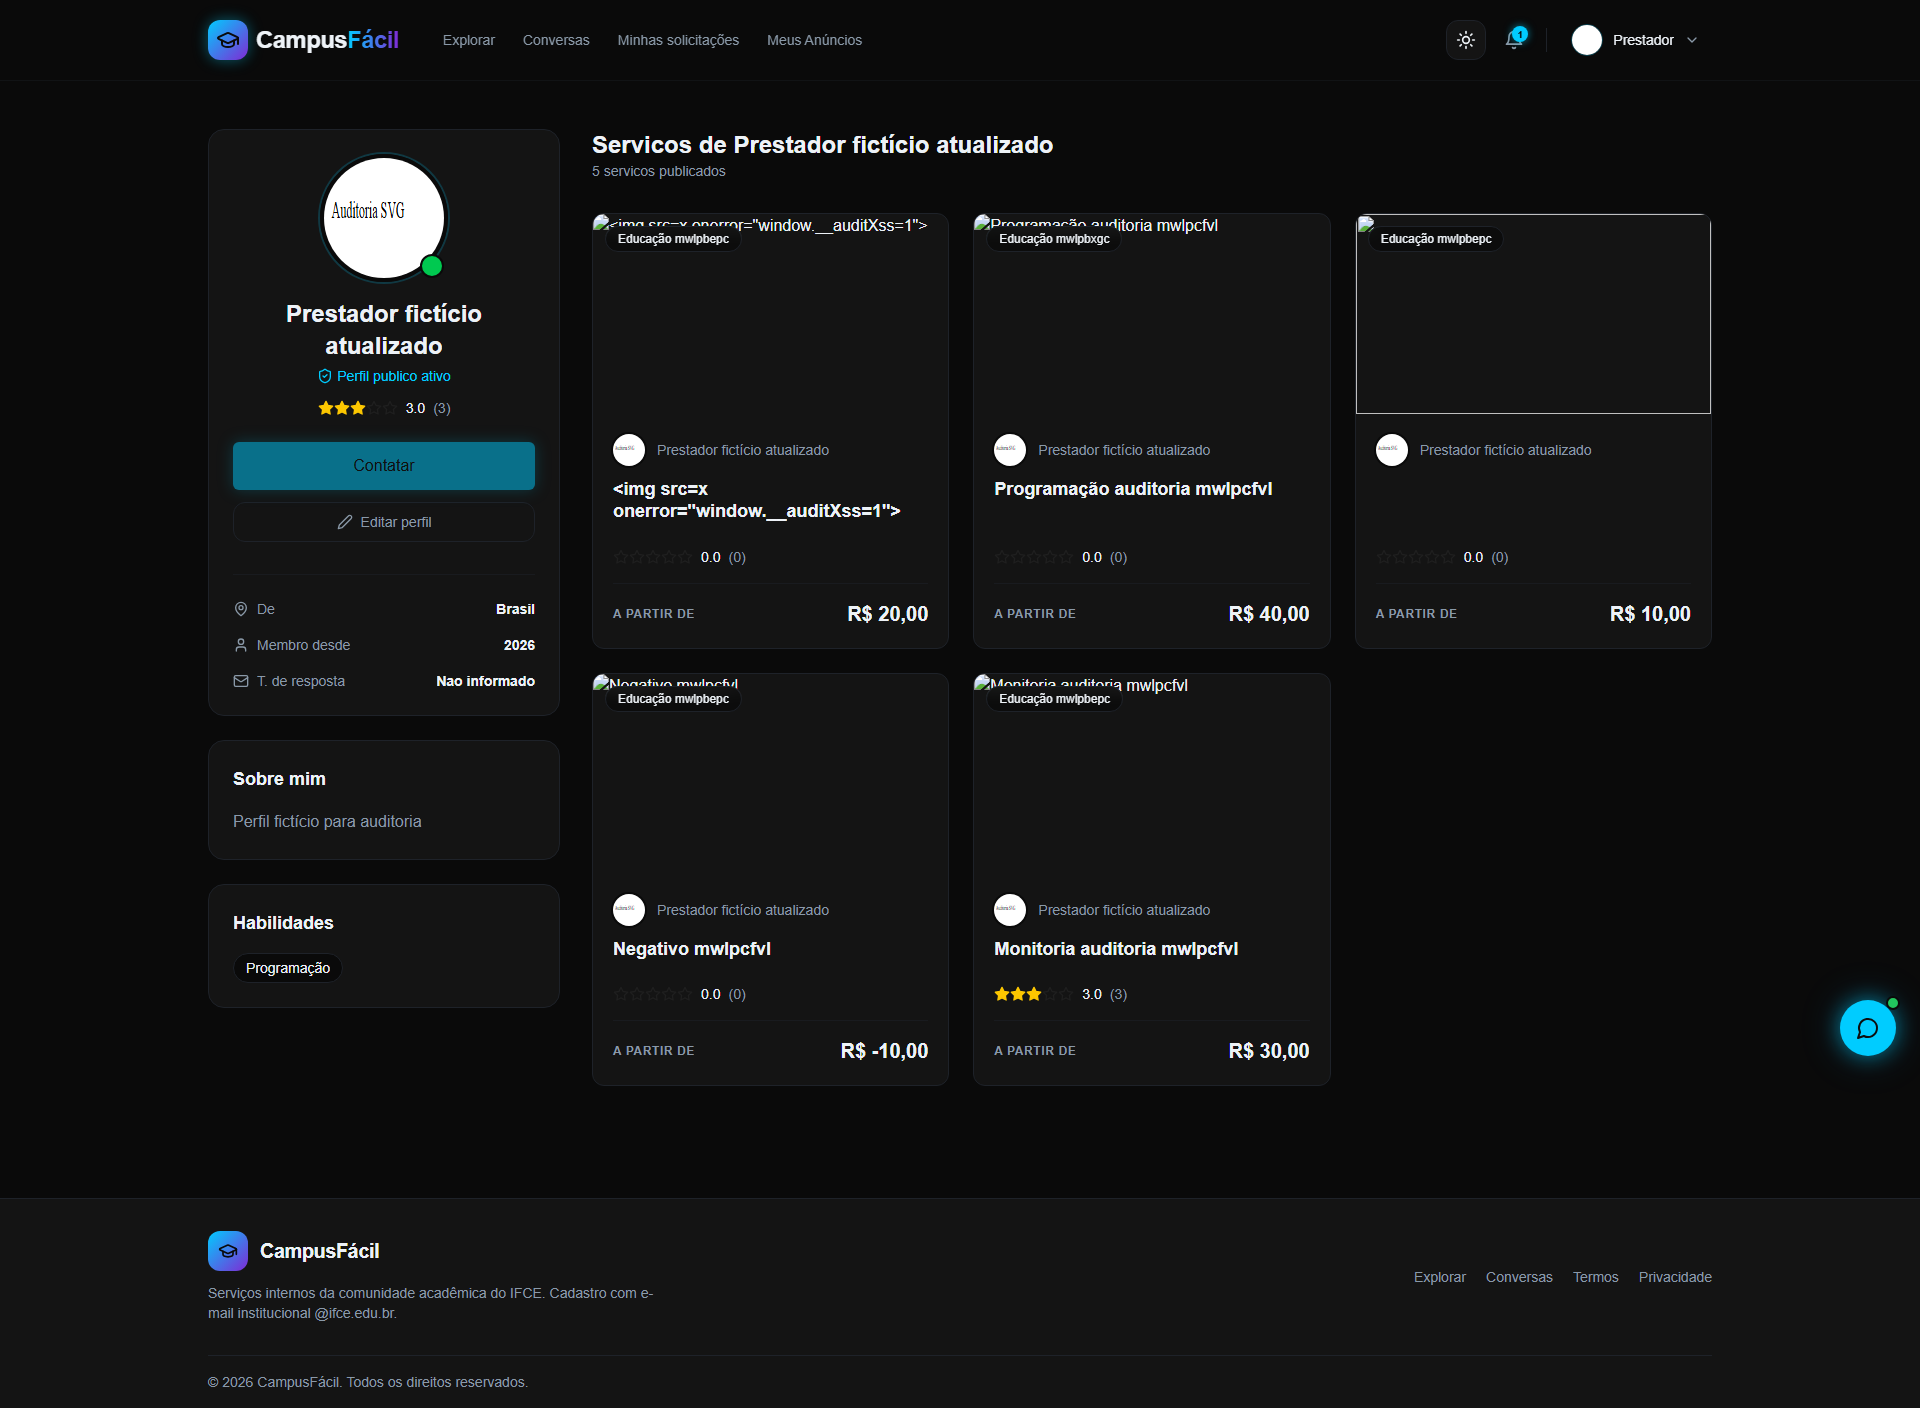 CampusFácil
Explorar
Conversas
Minhas solicitações
Meus Anúncios
1
Prestador
Auditoria SVG
Prestador fictício
atualizado
Perfil publico ativo
3.0 (3)
Contatar
Editar perfil
De
Brasil
Membro desde
2026
T. de resposta
Nao informado
Sobre mim
Perfil fictício para auditoria
Habilidades
Programação
Servicos de Prestador fictício atualizado
5 servicos publicados
<img src=x onerror="window.__auditXss=1">
Educação mwlpbepc
Prestador fictício atualizado
<img src=x
onerror="window.__auditXss=1">
0.0 (0)
A PARTIR DE
R$ 20,00
Programação auditoria mwlpcfvl
Educação mwlpbxgc
Prestador fictício atualizado
Programação auditoria mwlpcfvl
0.0 (0)
A PARTIR DE
R$ 40,00
Educação mwlpbepc
Prestador fictício atualizado
0.0 (0)
A PARTIR DE
R$ 10,00
Negativo mwlpcfvl
Educação mwlpbepc
Prestador fictício atualizado
Negativo mwlpcfvl
0.0 (0)
A PARTIR DE
R$ -10,00
Monitoria auditoria mwlpcfvl
Educação mwlpbepc
Prestador fictício atualizado
Monitoria auditoria mwlpcfvl
3.0 (3)
A PARTIR DE
R$ 30,00
CampusFácil
Serviços internos da comunidade acadêmica do IFCE. Cadastro com e-
mail institucional @ifce.edu.br.
Explorar
Conversas
Termos
Privacidade
© 2026 CampusFácil. Todos os direitos reservados.